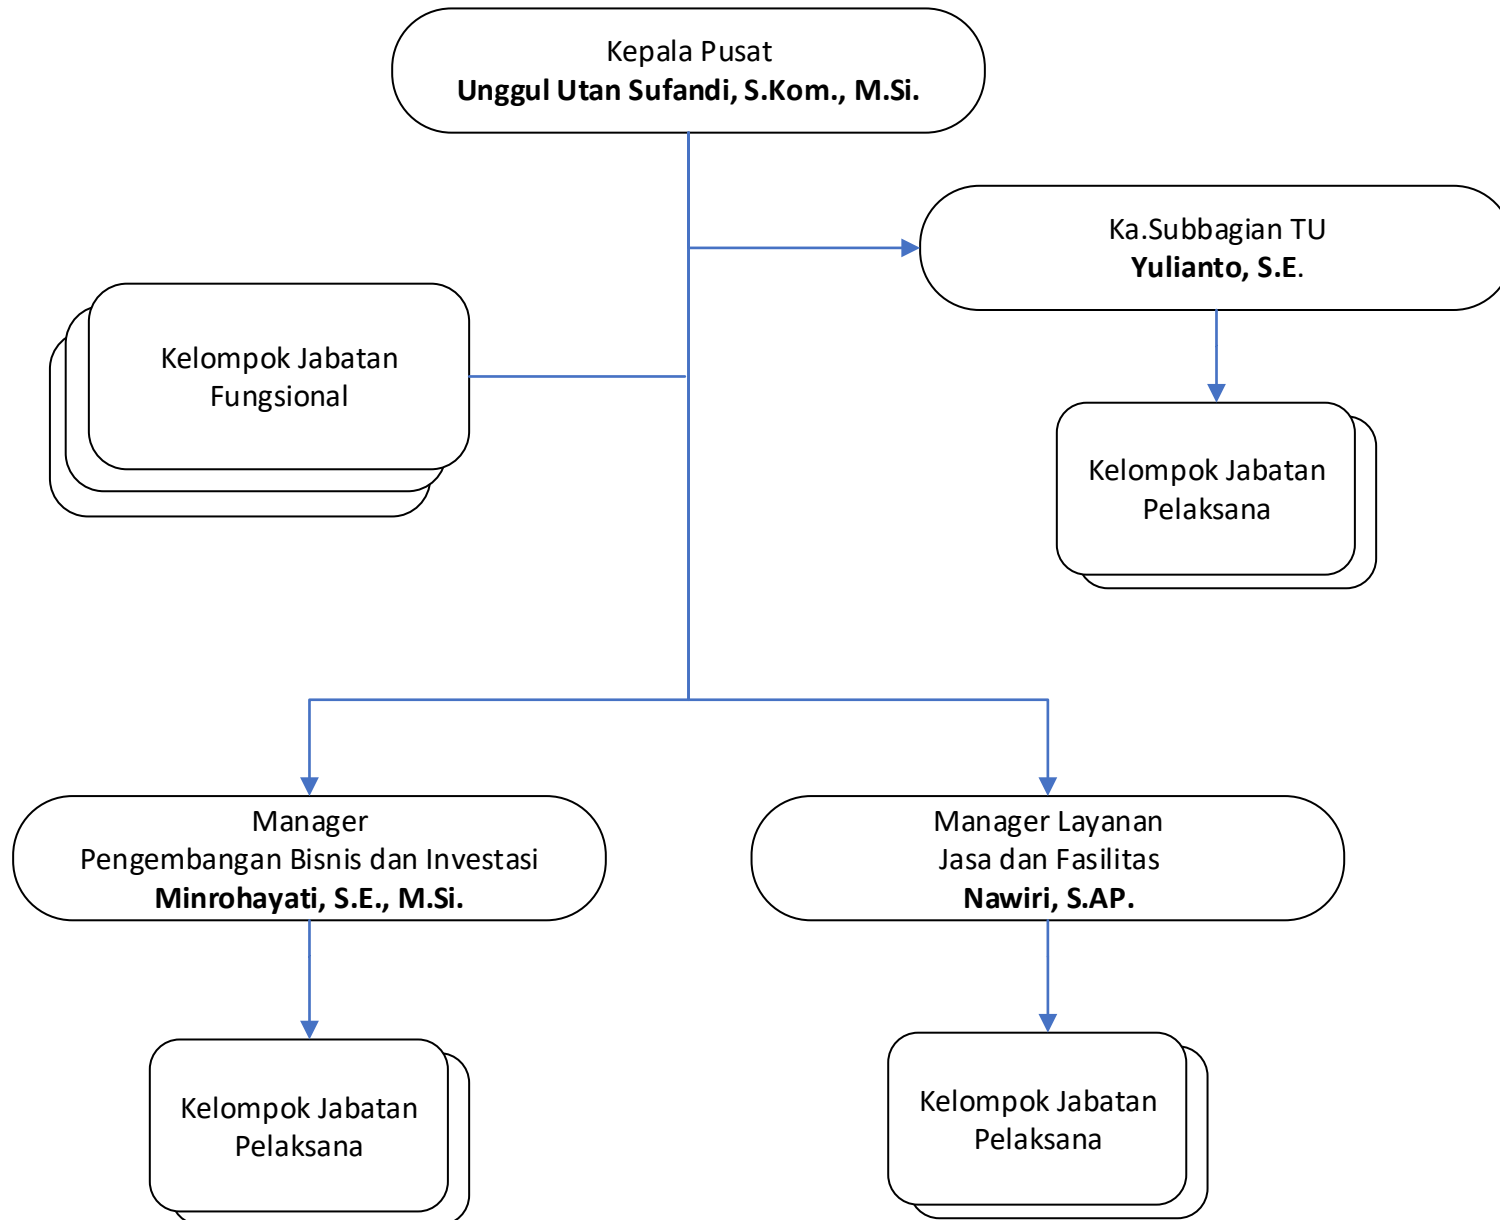 Kepala Pusat
Unggul Utan Sufandi, S.Kom., M.Si.
Ka.Subbagian TU
Yulianto, S.E.
Kelompok Jabatan
Fungsional
Kelompok Jabatan
Pelaksana
Manager
Pengembangan Bisnis dan Investasi
Minrohayati, S.E., M.Si.
Manager Layanan
Jasa dan Fasilitas
Nawiri, S.AP.
Kelompok Jabatan
Pelaksana
Kelompok Jabatan
Pelaksana